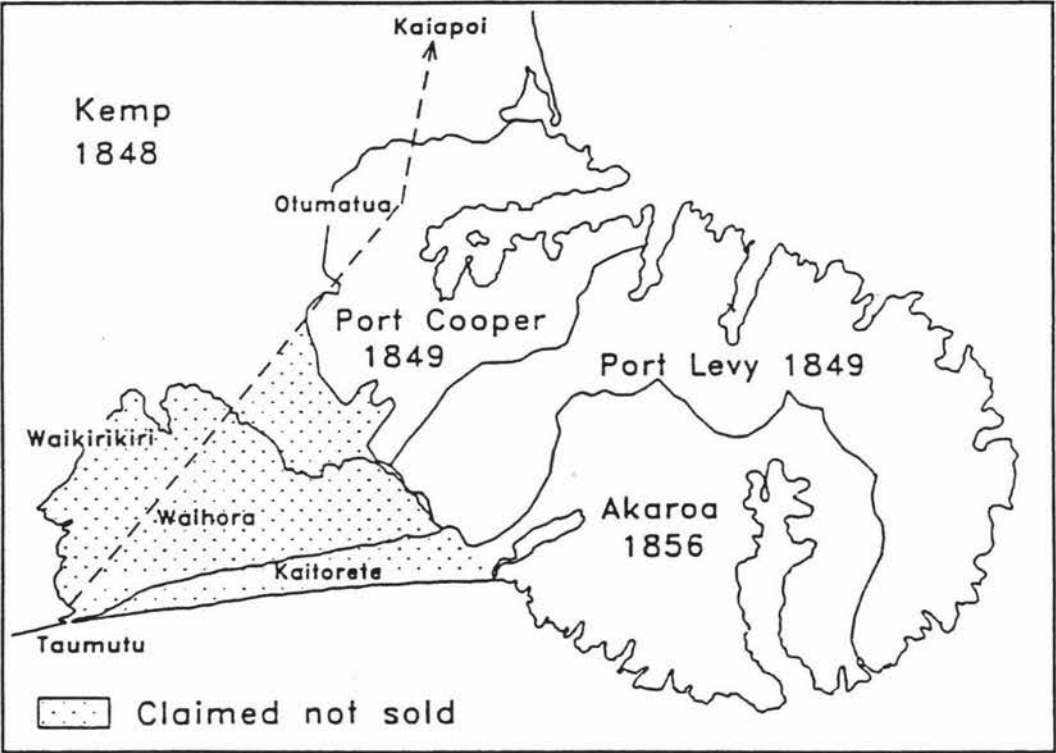 Kaiapoi
Kemp
1848
Otumatua
Port Cooper
1849
Port Levy 1849
Waikirikiri
Waihora
Akaroa
1856
Kaitorete
Taumutu
Claimed not sold